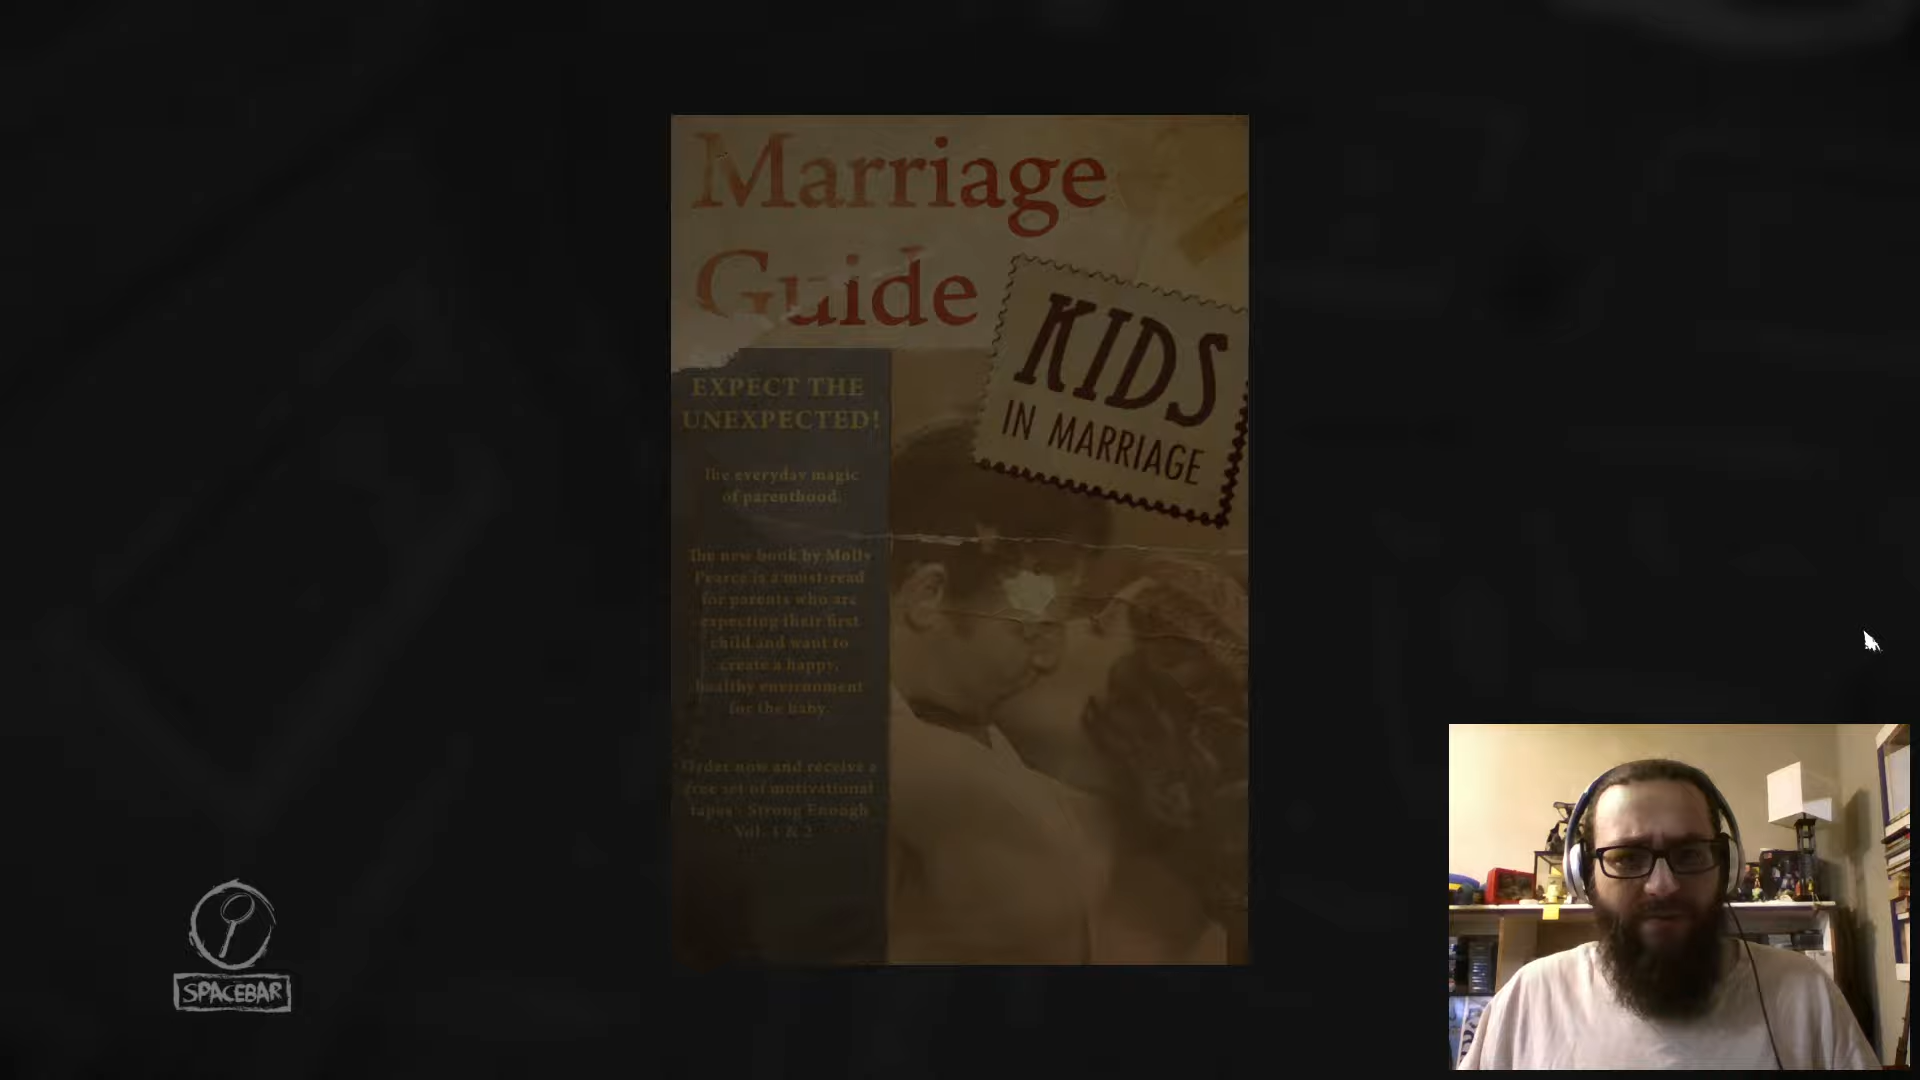 Marriage
Guide
KIDS
IN MARRIAGE
EXPECT THE
UNEXPECTED!
The everyday magic
of parenthood.
The new book by Molly
Pearce is a must-read
for parents who are
expecting their first
child and want to
create a happy,
healthy environment
for the baby.
Order now and receive a
free set of motivational
tapes - Strong Enough
Vol. 1 & 2
SPACEBAR